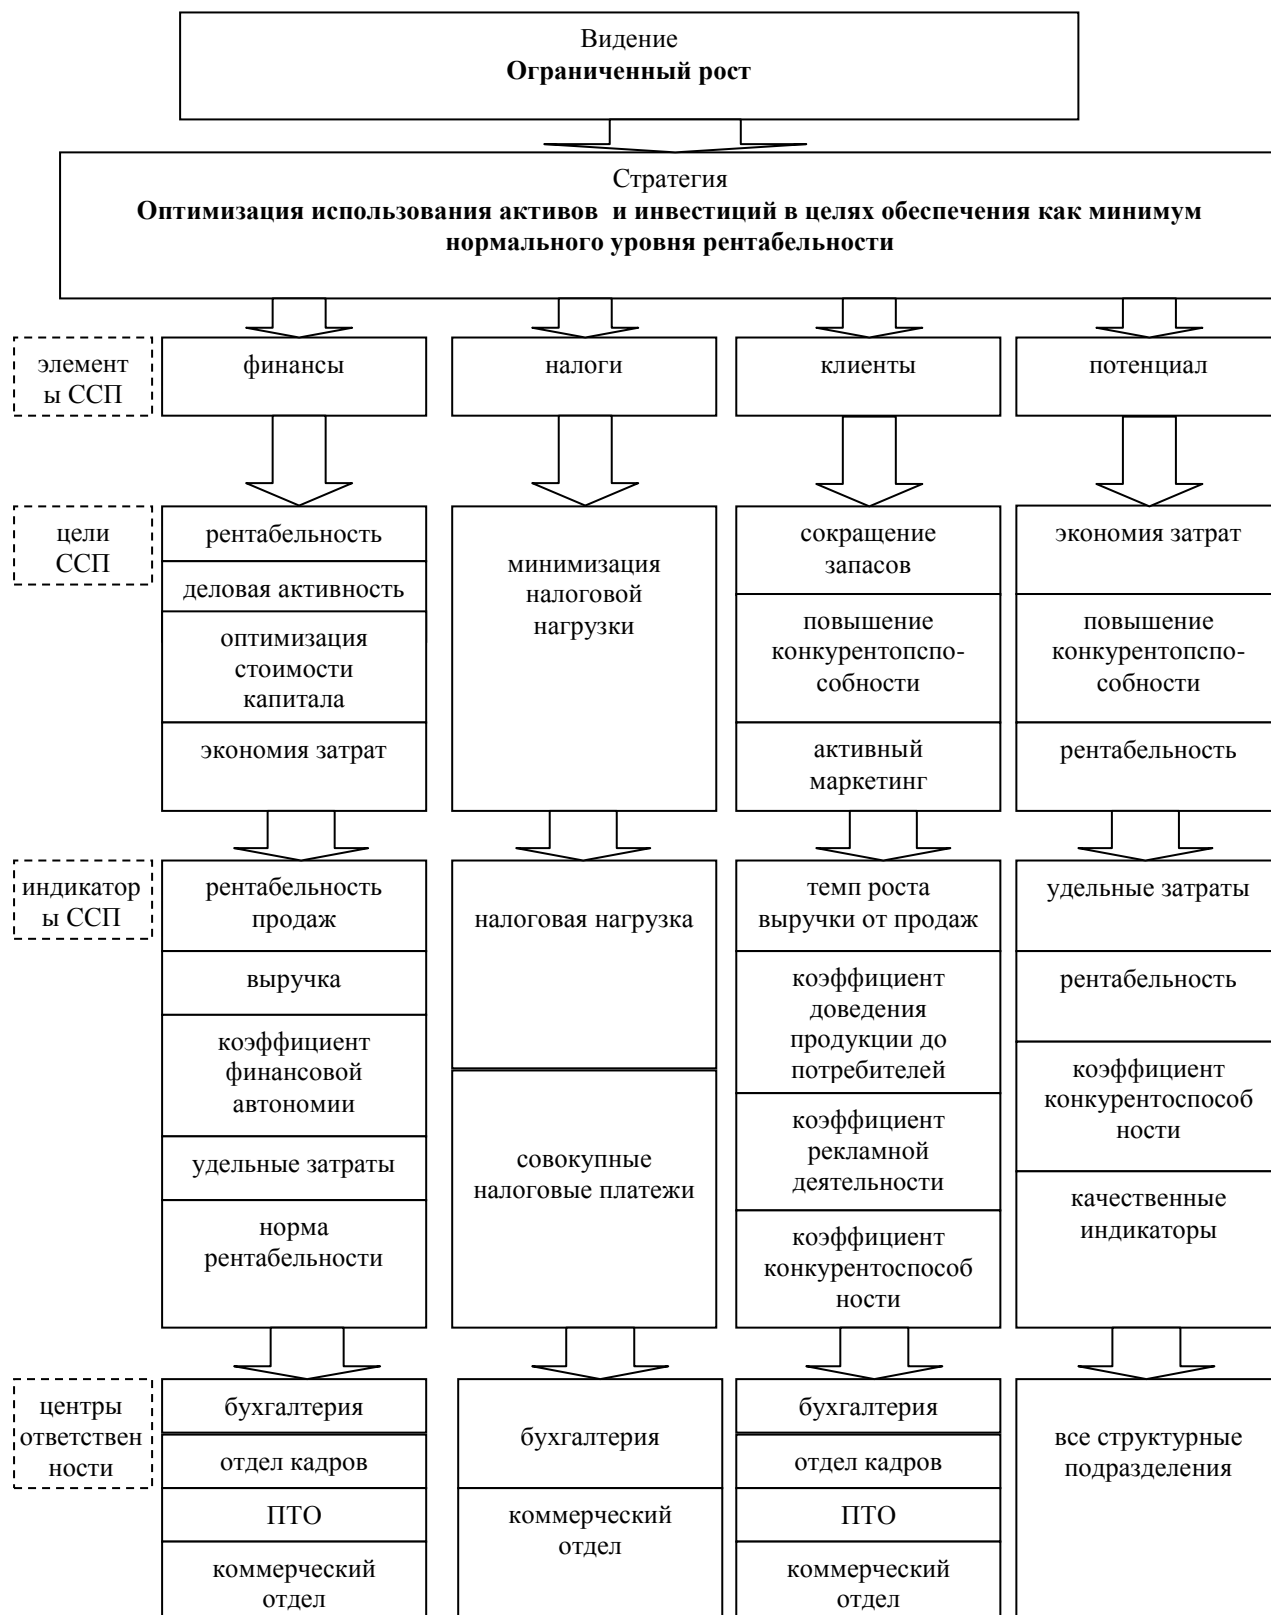 Видение
Ограниченный рост
Стратегия
Оптимизация использования активов и инвестиций в целях обеспечения как минимум
нормального уровня рентабельности
элемент
ы ССП
финансы
налоги
клиенты
потенциал
цели
ССП
рентабельность
деловая активность
оптимизация
стоимости
капитала
экономия затрат
минимизация
налоговой
нагрузки
сокращение
запасов
повышение
конкурентопспо-
собности
активный
маркетинг
экономия затрат
повышение
конкурентопспо-
собности
рентабельность
индикатор
ы ССП
рентабельность
продаж
выручка
коэффициент
финансовой
автономии
удельные затраты
норма
рентабельности
налоговая нагрузка
совокупные
налоговые платежи
темп роста
выручки от продаж
коэффициент
доведения
продукции до
потребителей
коэффициент
рекламной
деятельности
коэффициент
конкурентоспособ
ности
удельные затраты
рентабельность
коэффициент
конкурентоспособ
ности
качественные
индикаторы
центры
ответствен
ности
бухгалтерия
отдел кадров
ПТО
коммерческий
отдел
бухгалтерия
коммерческий
отдел
бухгалтерия
отдел кадров
ПТО
коммерческий
отдел
все структурные
подразделения